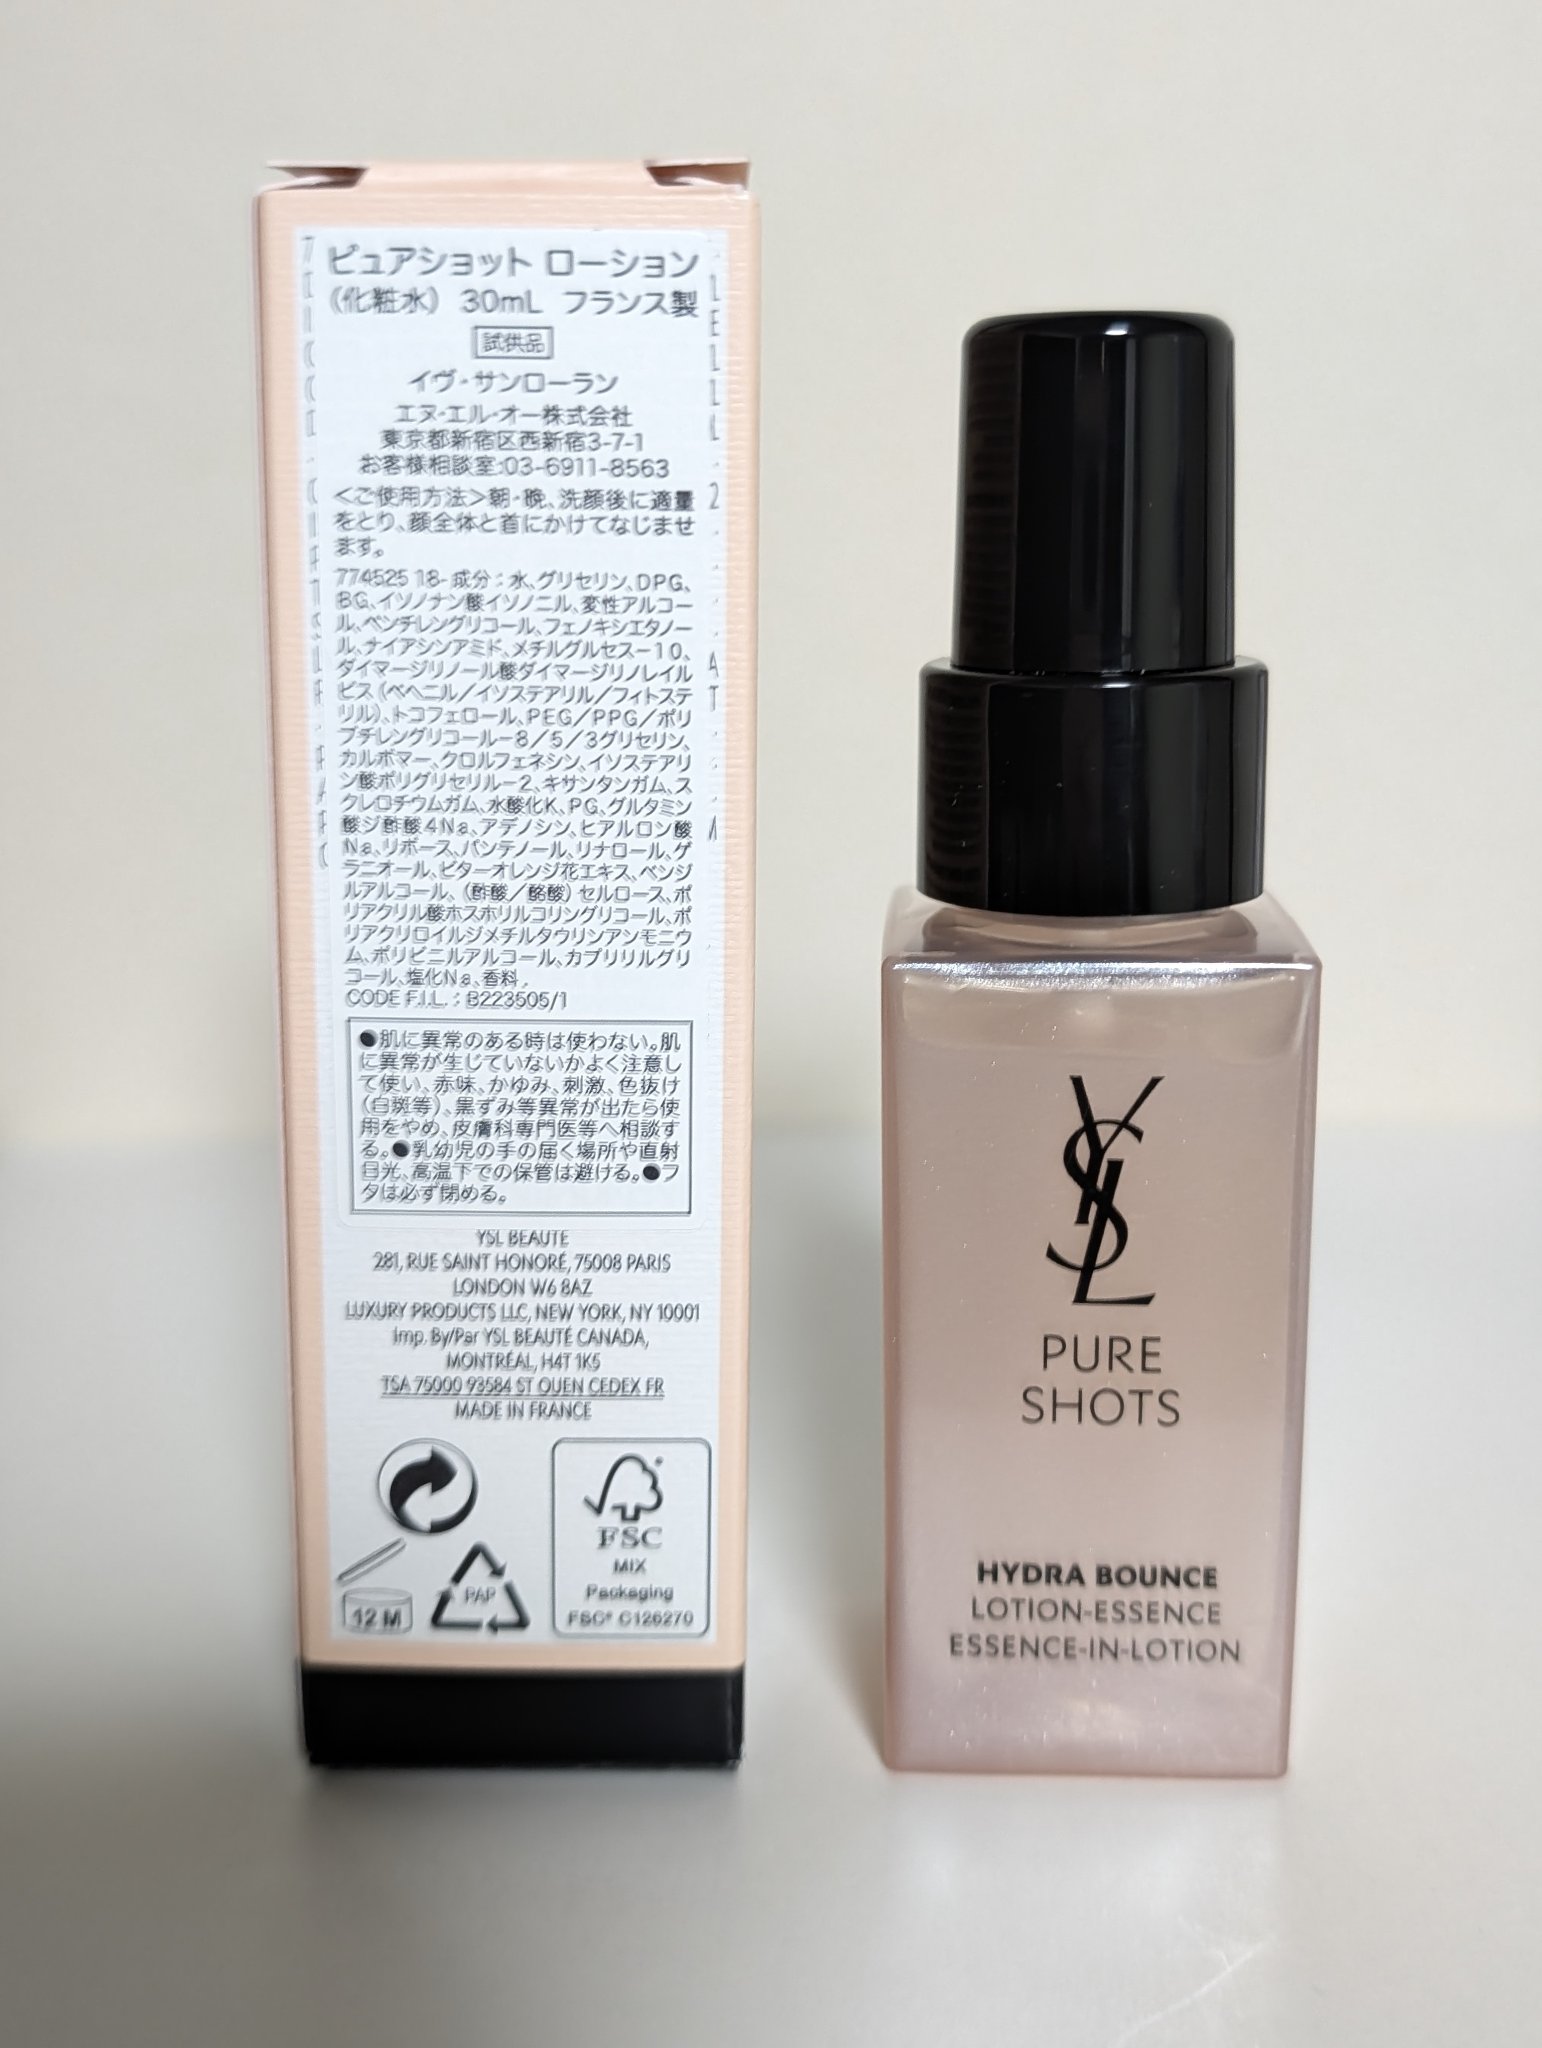 ピュアショット ローション
(化粧水) 30mL フランス製
試供品
イヴ・サンローラン
エヌ・エル・オー株式会社
東京都新宿区西新宿3-7-1
お客様相談室:03-6911-8563
<ご使用方法>朝・晩、洗顔後に適量
をとり、顔全体と首にかけてなじませ
ます。
774525 18- 成分:水、グリセリン、DPG、
BG、イソノナン酸イソノニル、変性アルコー
ル、ペンチレングリコール、フェノキシエタノー
ル、ナイアシンアミド、メチルグルセス-10、
ダイマージリノール酸ダイマージリノレイル
ビス(ベヘニル/イソステアリル/フィトステ
リル)、トコフェロール、PEG/PPG/ポリ
ブチレングリコール-8/5/3グリセリン、
カルボマー、クロルフェネシン、イソステアリ
ン酸ポリグリセリル-2、キサンタンガム、ス
クレロチウムガム、水酸化K、PG、グルタミン
酸ジ酢酸4Na、アデノシン、ヒアルロン酸
Na、リボース、パンテノール、リナロール、ゲ
ラニオール、ビターオレンジ花エキス、ベンジ
ルアルコール、(酢酸/酪酸)セルロース、ポ
リアクリル酸ホスホリルコリングリコール、ポ
リアクリロイルジメチルタウリンアンモニウ
ム、ポリビニルアルコール、カプリリルグリ
コール、塩化Na、香料.
CODE F.I.L. : B223505/1
●肌に異常のある時は使わない。肌
に異常が生じていないかよく注意し
て使い、赤味、かゆみ、刺激、色抜け
(白斑等)、黒ずみ等異常が出たら使
用をやめ、皮膚科専門医等へ相談す
る。●乳幼児の手の届く場所や直射
日光、高温下での保管は避ける。●フ
タは必ず閉める。
YSL BEAUTÉ
281, RUE SAINT HONORÉ, 75008 PARIS
LONDON W6 8AZ
LUXURY PRODUCTS LLC, NEW YORK, NY 10001
Imp. By/Par YSL BEAUTÉ CANADA,
MONTRÉAL, H4T 1K5
TSA 75000 93584 ST OUEN CEDEX FR
MADE IN FRANCE
12 M
PAP
FSC
MIX
Packaging
FSC® C126270
YSL
PURE
SHOTS
HYDRA BOUNCE
LOTION-ESSENCE
ESSENCE-IN-LOTION